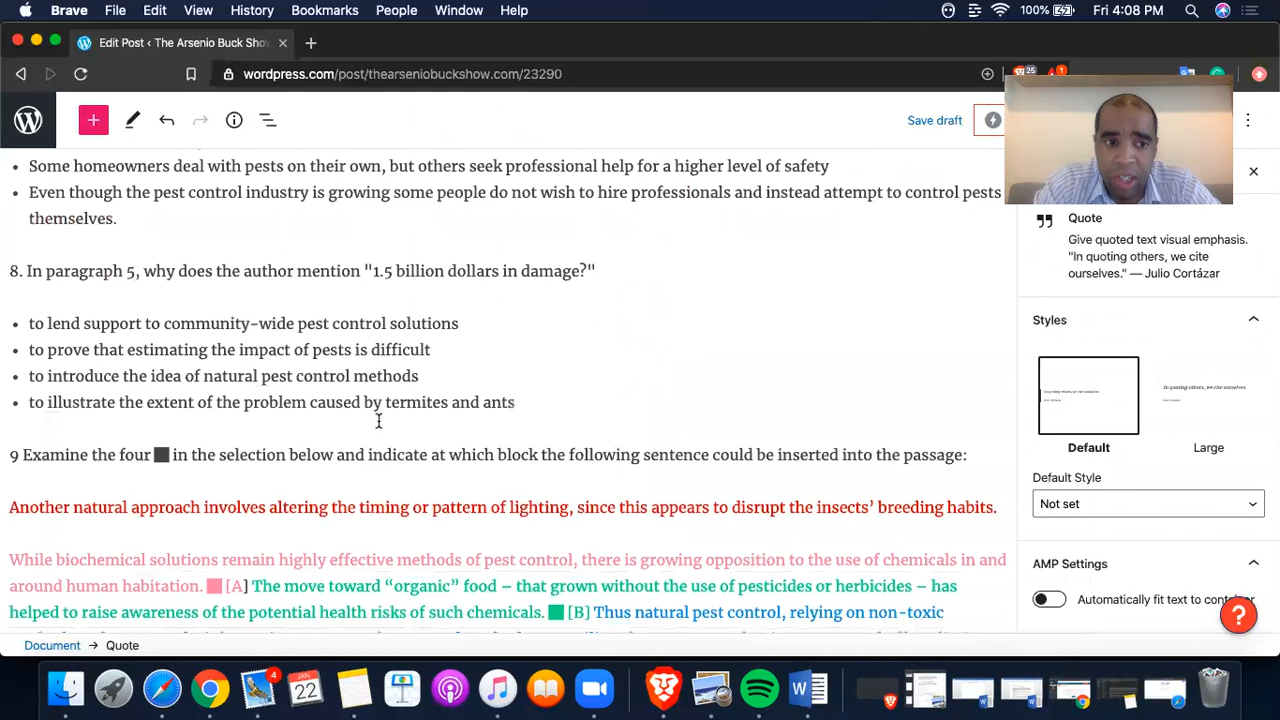 Brave File Edit View History Bookmarks People Window Help 100% Fri 4:08 PM
Edit Post ‹ The Arsenio Buck Show
wordpress.com/post/thearseniobuckshow.com/23290
Save draft
Some homeowners deal with pests on their own, but others seek professional help for a higher level of safety
Even though the pest control industry is growing some people do not wish to hire professionals and instead attempt to control pests
themselves.
8. In paragraph 5, why does the author mention "1.5 billion dollars in damage?"
to lend support to community-wide pest control solutions
to prove that estimating the impact of pests is difficult
to introduce the idea of natural pest control methods
to illustrate the extent of the problem caused by termites and ants
9 Examine the four ■ in the selection below and indicate at which block the following sentence could be inserted into the passage:
Another natural approach involves altering the timing or pattern of lighting, since this appears to disrupt the insects’ breeding habits.
While biochemical solutions remain highly effective methods of pest control, there is growing opposition to the use of chemicals in and
around human habitation. ■ [A] The move toward “organic” food – that grown without the use of pesticides or herbicides – has
helped to raise awareness of the potential health risks of such chemicals. ■ [B] Thus natural pest control, relying on non-toxic
Quote
Give quoted text visual emphasis.
"In quoting others, we cite
ourselves." — Julio Cortázar
Styles
Default Large
Default Style
Not set
AMP Settings
Automatically fit text to
Document → Quote
4
JAN
22